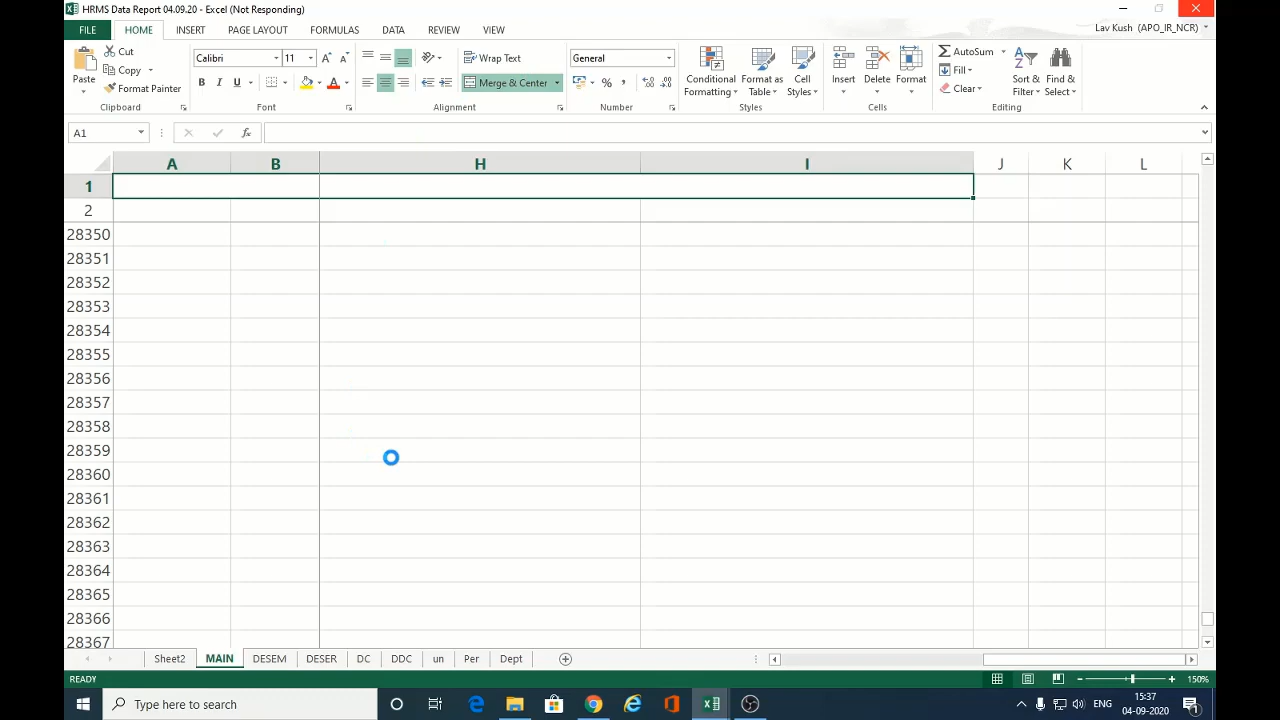 HRMS Data Report 04.09.20 - Excel (Not Responding)
FILE HOME INSERT PAGE LAYOUT FORMULAS DATA REVIEW VIEW Lav Kush (APO_IR_NCR)
Paste Cut Copy Format Painter
Calibri 11 A A
B I U A
Wrap Text Merge & Center
General % ,
Conditional Formatting Format as Table Cell Styles
Insert Delete Format
AutoSum Fill Clear Sort & Filter Find & Select
Clipboard Font Alignment Number Styles Cells Editing
A1 fx
A B H I J K L
1
2
28350
28351
28352
28353
28354
28355
28356
28357
28358
28359
28360
28361
28362
28363
28364
28365
28366
28367
Sheet2 MAIN DESEM DESER DC DDC un Per Dept
READY 150%
Type here to search ENG 15:37 04-09-2020 1